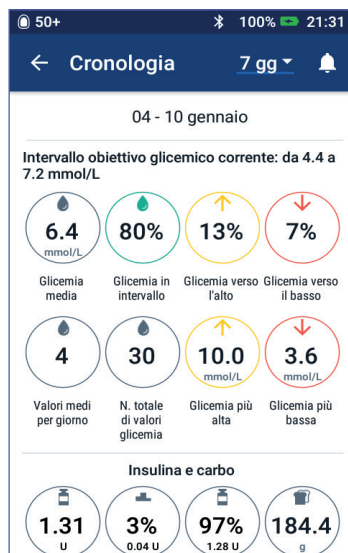 50+ 100% 21:31
Cronologia 7 gg
04 - 10 gennaio
Intervallo obiettivo glicemico corrente: da 4.4 a
7.2 mmol/L
6.4 80% 13% 7%
mmol/L
Glicemia Glicemia in Glicemia verso Glicemia verso
media intervallo l'alto il basso
4 30 10.0 3.6
mmol/L mmol/L
Valori medi N. totale Glicemia più Glicemia più
per giorno di valori alta bassa
glicemia
Insulina e carbo
1.31 3% 97% 184.4
U 0.04 U 1.28 U g